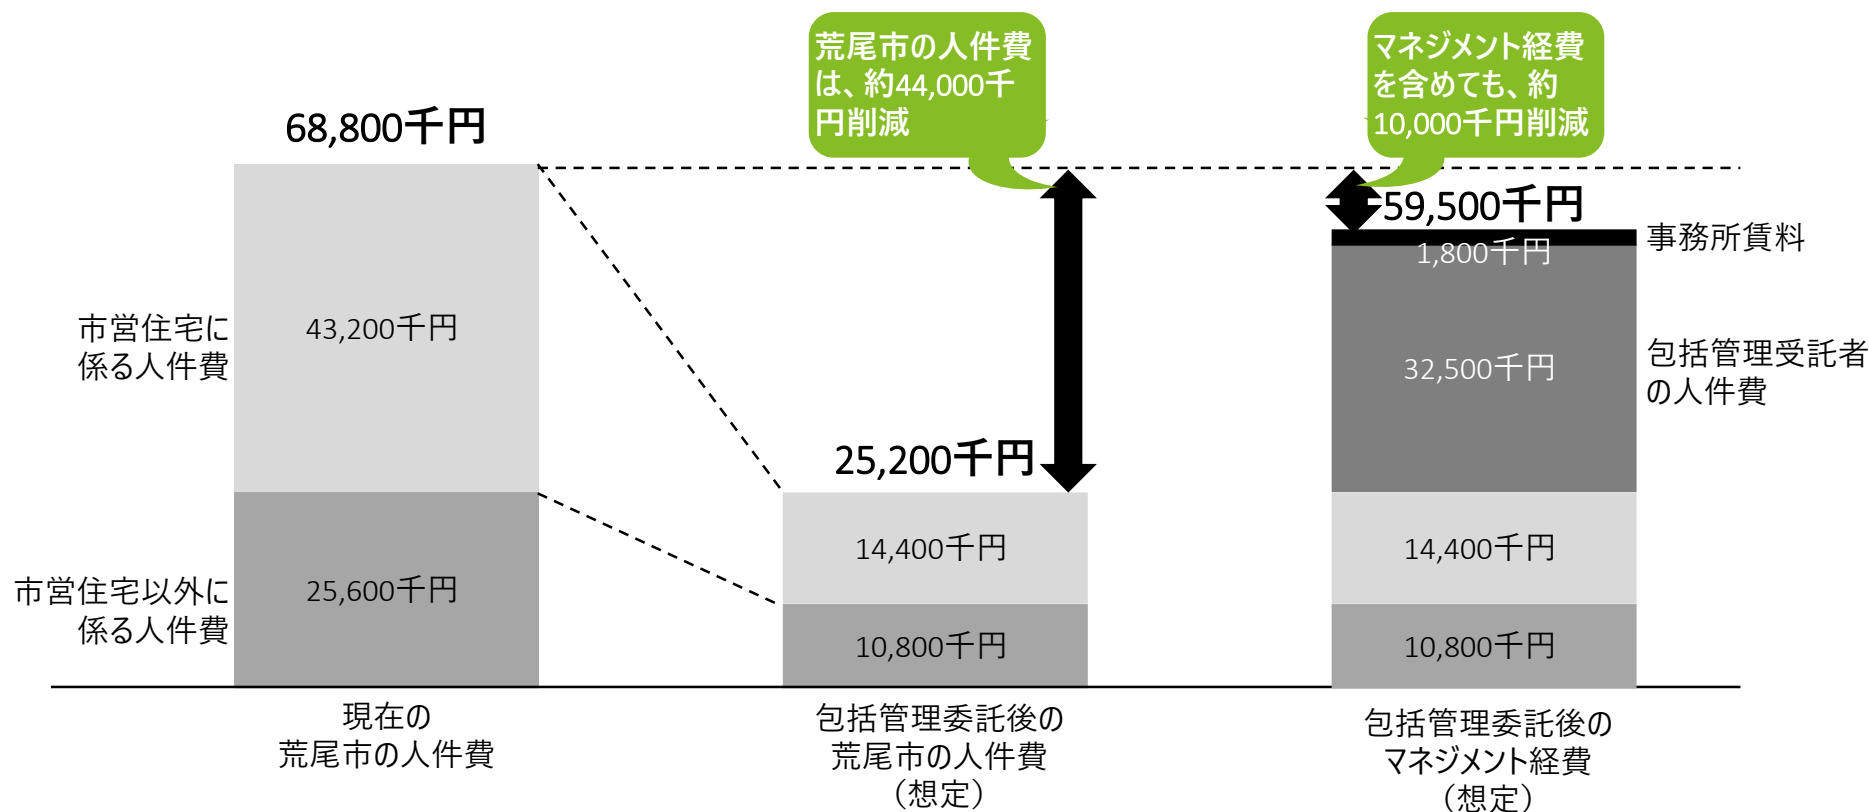 荒尾市の人件費
は、約44,000千
円削減
マネジメント経費
を含めても、約
10,000千円削減
68,800千円
59,500千円
事務所賃料
1,800千円
市営住宅に
係る人件費
43,200千円
包括管理受託者
の人件費
32,500千円
25,200千円
14,400千円
14,400千円
市営住宅以外に
係る人件費
25,600千円
10,800千円
10,800千円
現在の
荒尾市の人件費
包括管理委託後の
荒尾市の人件費
（想定）
包括管理委託後の
マネジメント経費
（想定）